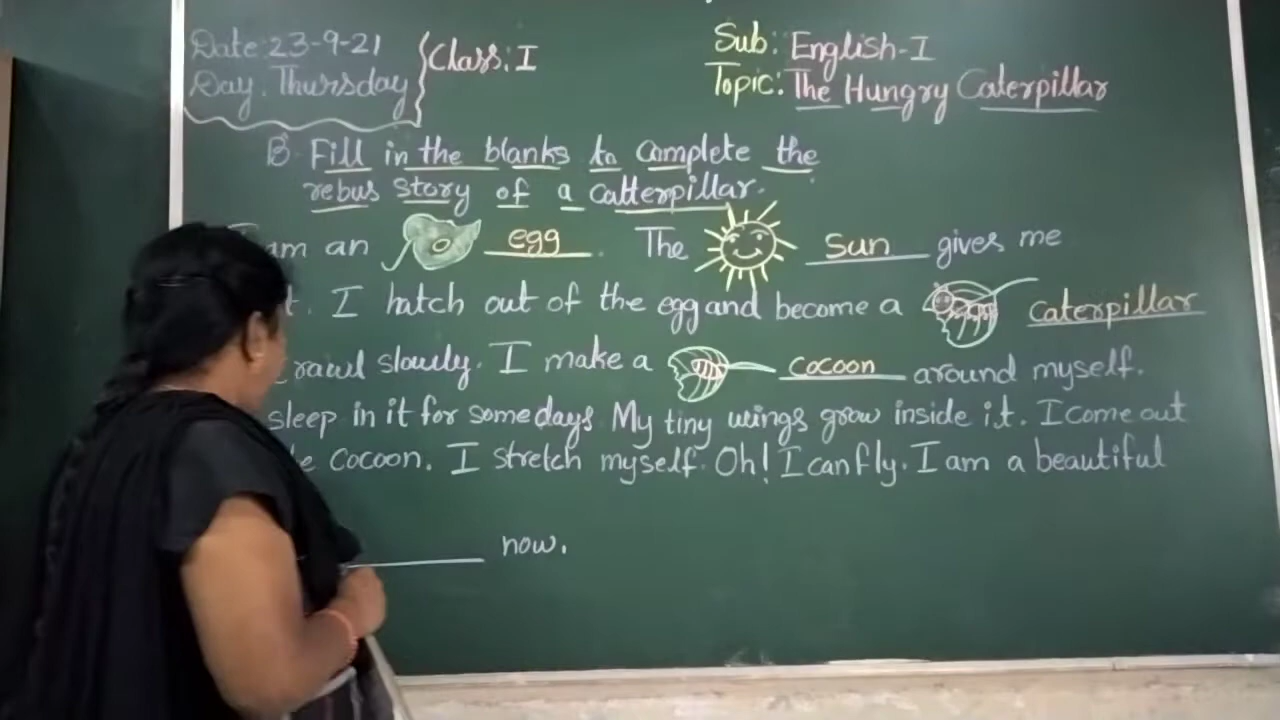 Date: 23-9-21
Day: Thursday
Class: I
Sub: English-I
Topic: The Hungry Caterpillar
B. Fill in the blanks to complete the
rebus story of a catterpillar.
am an egg. The Sun gives me
I hatch out of the egg and become a caterpillar
slowly. I make a cocoon around myself.
sleep in it for some days My tiny wings grow inside it. I come out
cocoon. I stretch myself. Oh! I can fly. I am a beautiful
now.